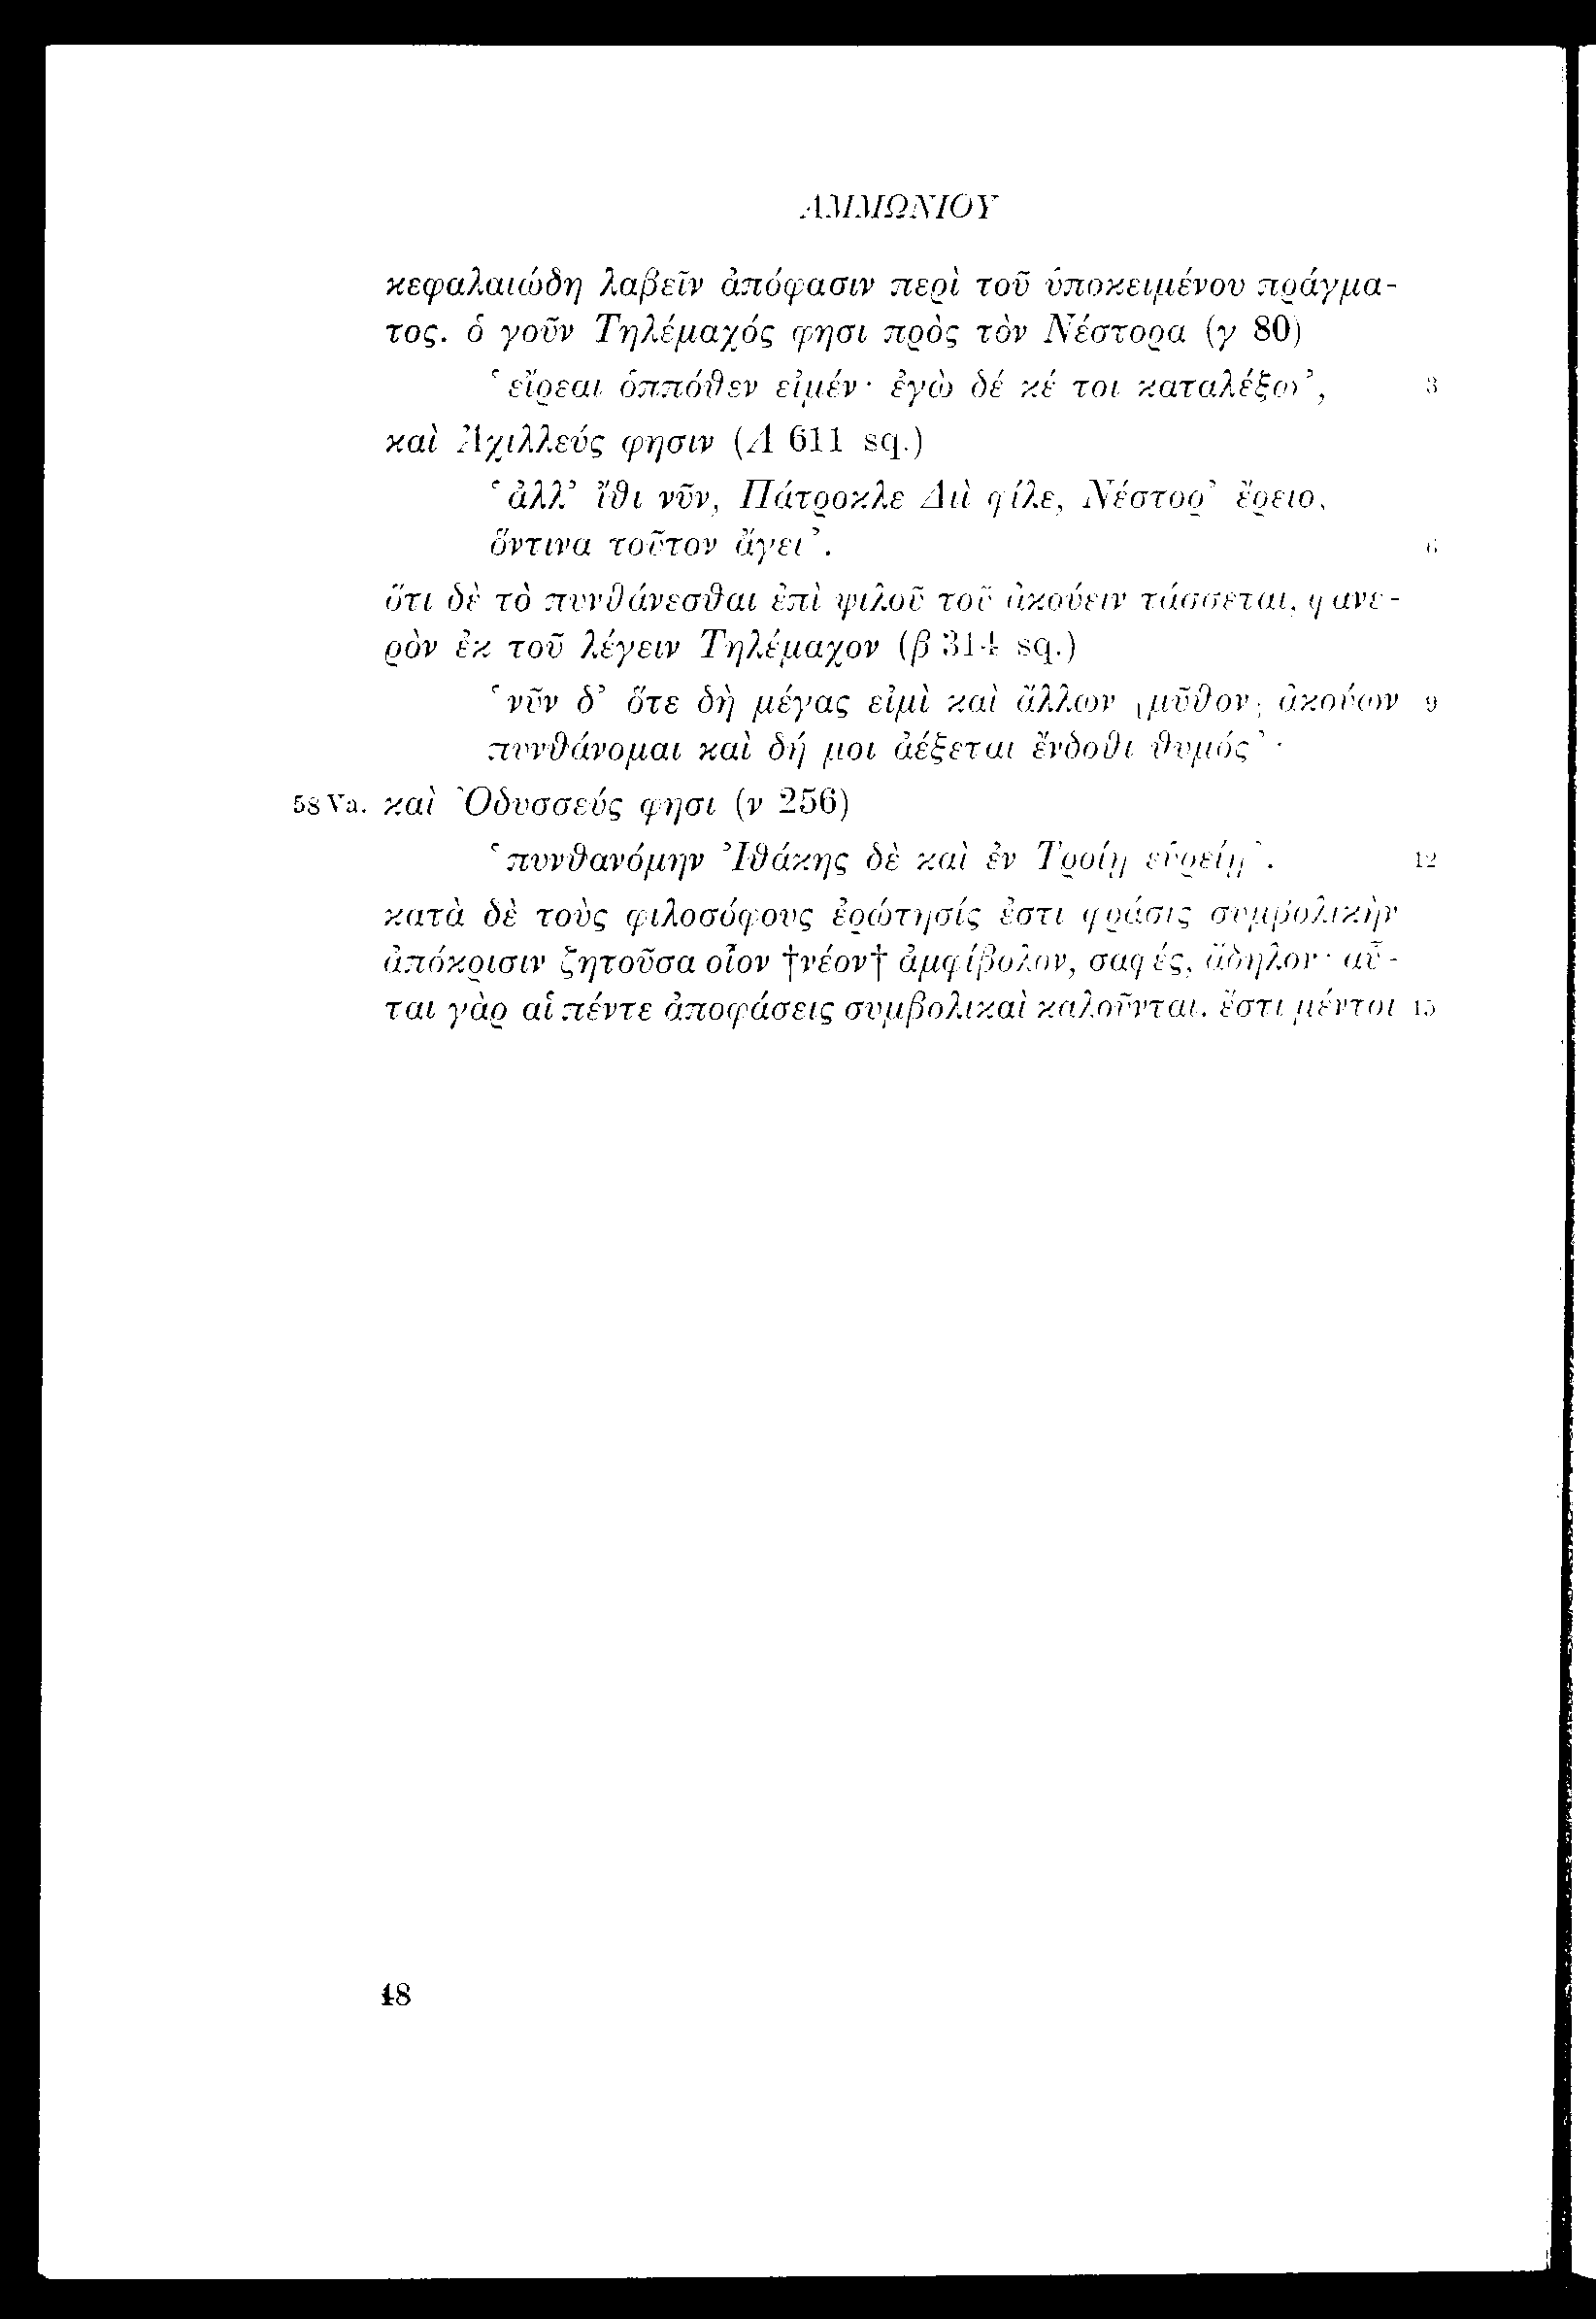 ΑΜΜΩΝΙΟΥ
κεφαλαιώδη λαβεῖν ἀπόφασιν περὶ τοῦ ὑποκειμένου πράγμα-
τος. ὁ γοῦν Τηλέμαχός φησι πρὸς τὸν Νέστορα (γ 80)
‘εἴρεαι ὁππόθεν εἰμέν· ἐγὼ δέ κέ τοι καταλέξω’, 3
καὶ Ἀχιλλεύς φησιν (Λ 611 sq.)
‘ἀλλ’ ἴθι νῦν, Πάτροκλε Διὶ φίλε, Νέστορ’ ἔρειο,
ὅντινα τοῦτον ἄγει’. 6
ὅτι δὲ τὸ πυνθάνεσθαι ἐπὶ ψιλοῦ τοῦ ἀκούειν τάσσεται, φανε-
ρὸν ἐκ τοῦ λέγειν Τηλέμαχον (β 314 sq.)
‘νῦν δ’ ὅτε δὴ μέγας εἰμὶ καὶ ἄλλων ⟨μῦθον⟩ ἀκούων 9
πυνθάνομαι καὶ δή μοι ἀέξεται ἔνδοθι θυμός’·
58 Va. καὶ Ὀδυσσεύς φησι (ν 256)
‘πυνθανόμην Ἰθάκης δὲ καὶ ἐν Τροίῃ εὐρείῃ’. 12
κατὰ δὲ τοὺς φιλοσόφους ἐρώτησίς ἐστι φράσις συμβολικὴν
ἀπόκρισιν ζητοῦσα οἷον †νέον† ἀμφίβολον, σαφές, ἄδηλον· αὗ-
ται γὰρ αἱ πέντε ἀποφάσεις συμβολικαὶ καλοῦνται. ἔστι μέντοι 15
48